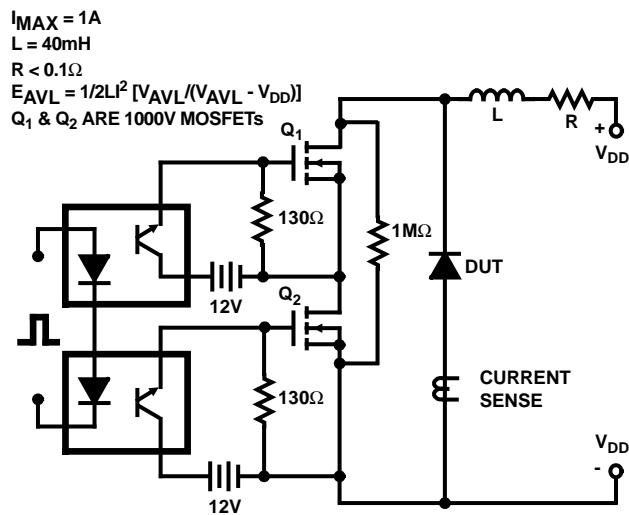 IMAX = 1A
L = 40mH
R < 0.1Ω
EAVL = 1/2LI² [VAVL/(VAVL - VDD)]
Q1 & Q2 ARE 1000V MOSFETs
Q1
L
R
+
VDD
130Ω
1MΩ
DUT
12V
Q2
130Ω
CURRENT
SENSE
VDD
-
12V